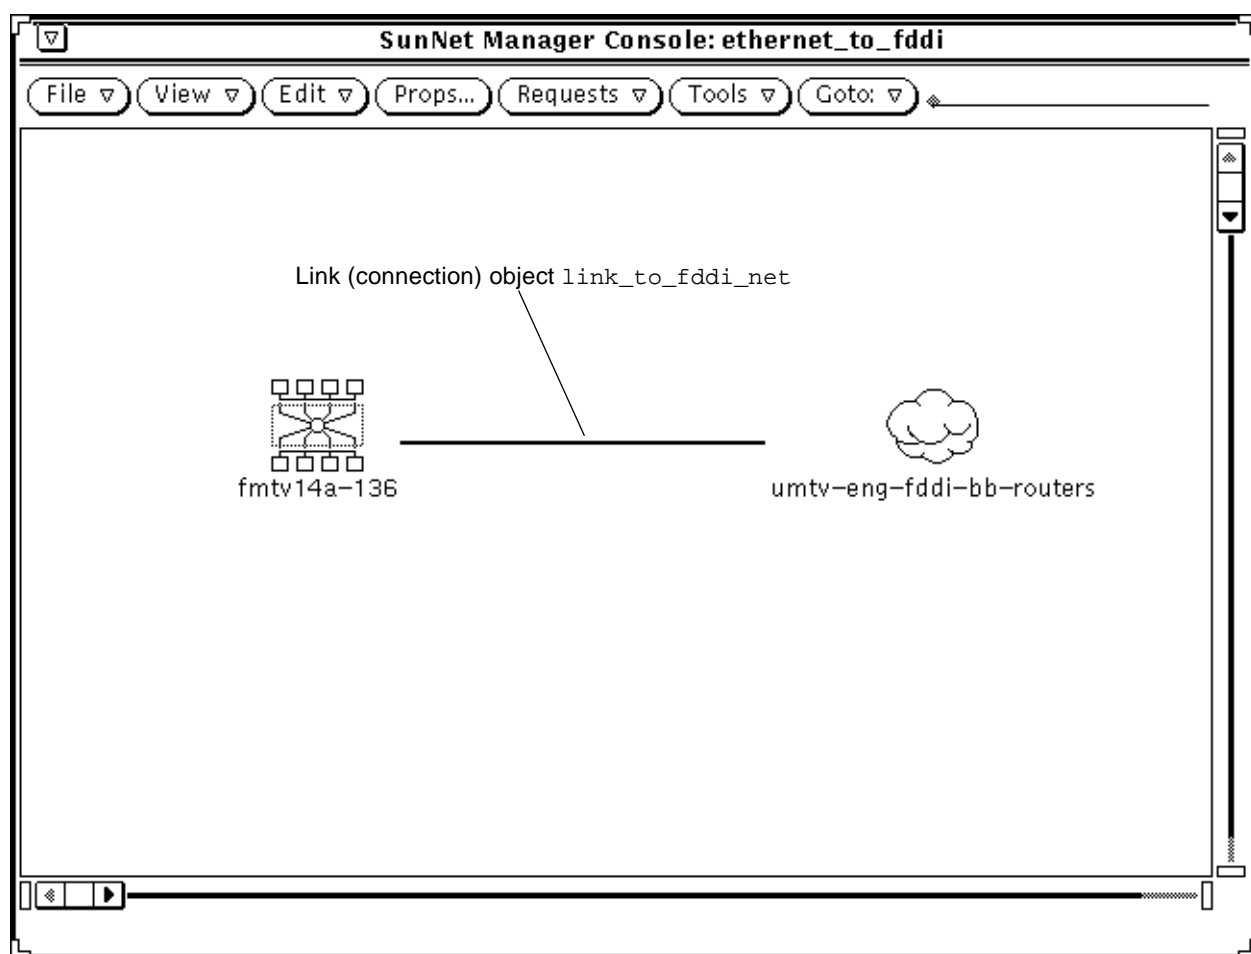 SunNet Manager Console: ethernet_to_fddi
File View Edit Props... Requests Tools Goto:
Link (connection) object link_to_fddi_net
fmtv14a-136 umtv-eng-fddi-bb-routers